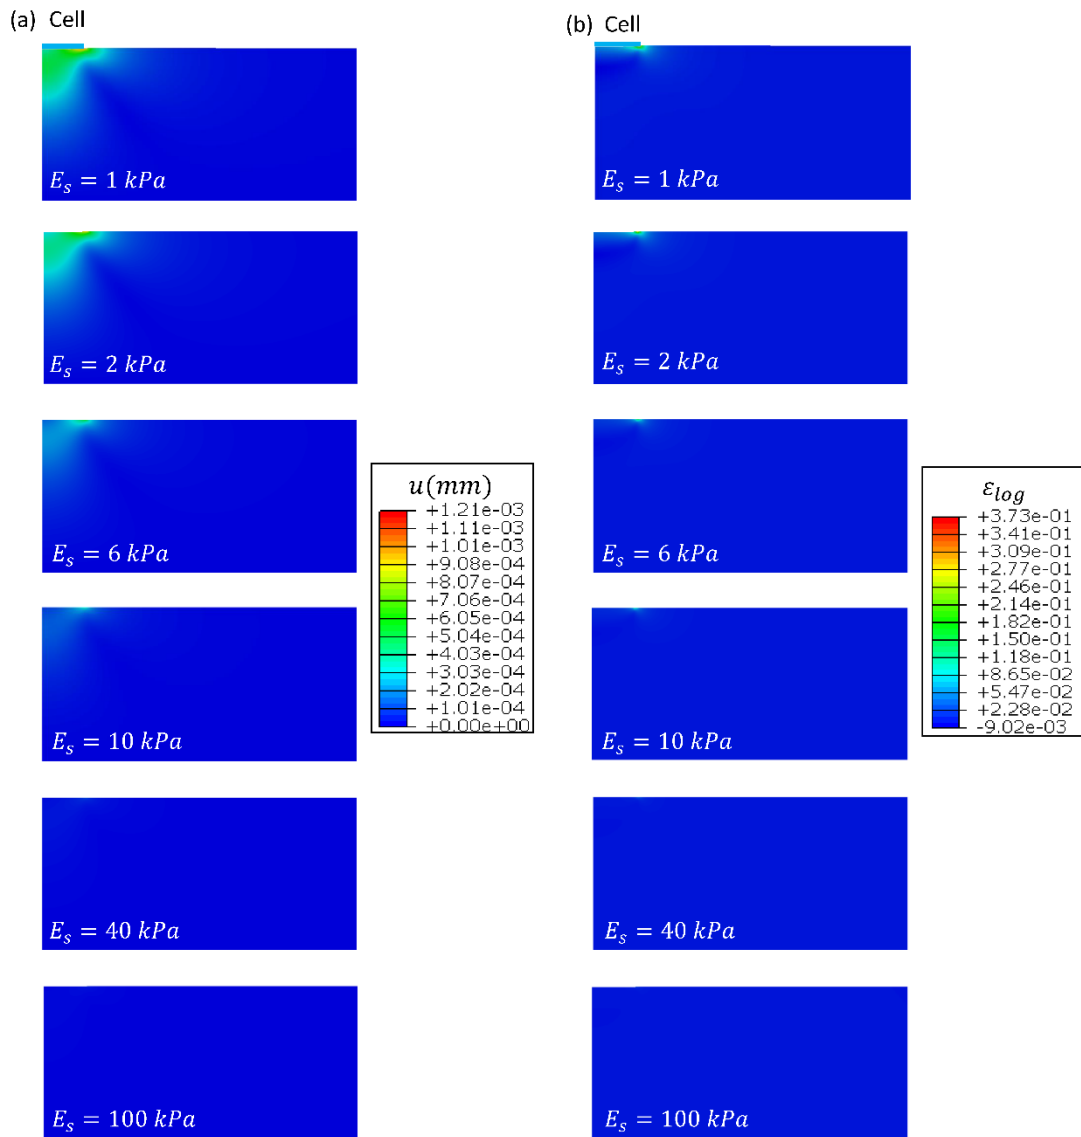 (a) Cell
E_s = 1 kPa
E_s = 2 kPa
E_s = 6 kPa
E_s = 10 kPa
E_s = 40 kPa
E_s = 100 kPa
u(mm)
+1.21e-03
+1.11e-03
+1.01e-03
+9.08e-04
+8.07e-04
+7.06e-04
+6.05e-04
+5.04e-04
+4.03e-04
+3.03e-04
+2.02e-04
+1.01e-04
+0.00e+00
(b) Cell
E_s = 1 kPa
E_s = 2 kPa
E_s = 6 kPa
E_s = 10 kPa
E_s = 40 kPa
E_s = 100 kPa
ε_log
+3.73e-01
+3.41e-01
+3.09e-01
+2.77e-01
+2.46e-01
+2.14e-01
+1.82e-01
+1.50e-01
+1.18e-01
+8.65e-02
+5.47e-02
+2.28e-02
-9.02e-03